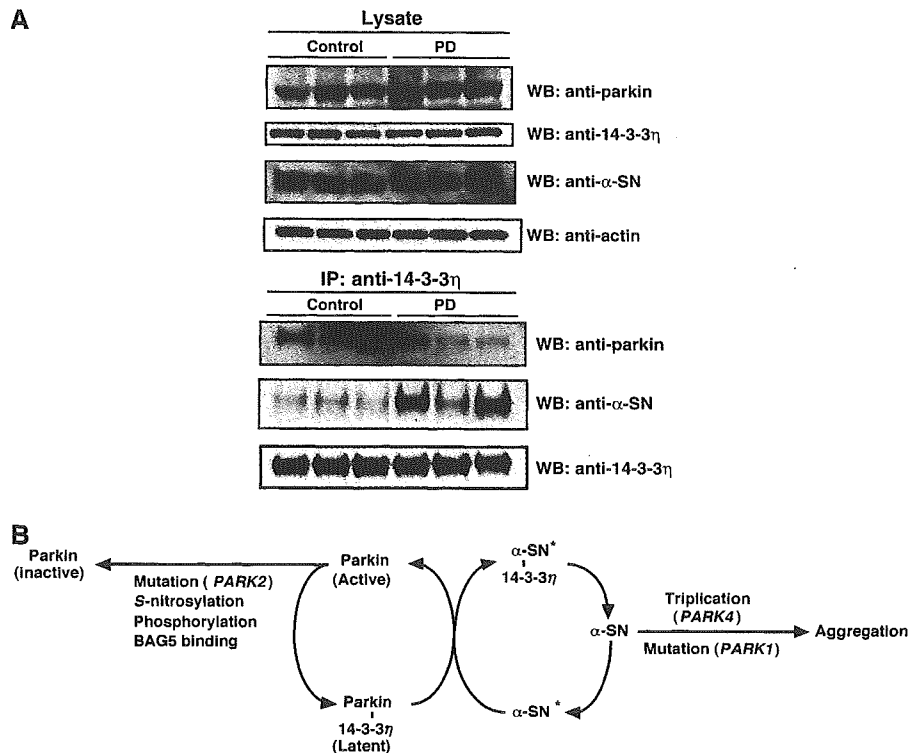 A
Lysate
Control PD
WB: anti-parkin
WB: anti-14-3-3η
WB: anti-α-SN
WB: anti-actin
IP: anti-14-3-3η
Control PD
WB: anti-parkin
WB: anti-α-SN
WB: anti-14-3-3η
B
Parkin
(inactive)
Mutation ( PARK2)
S-nitrosylation
Phosphorylation
BAG5 binding
Parkin
(Active)
Parkin
14-3-3η
(Latent)
α-SN*
14-3-3η
α-SN
α-SN *
Triplication
(PARK4)
Mutation (PARK1)
Aggregation